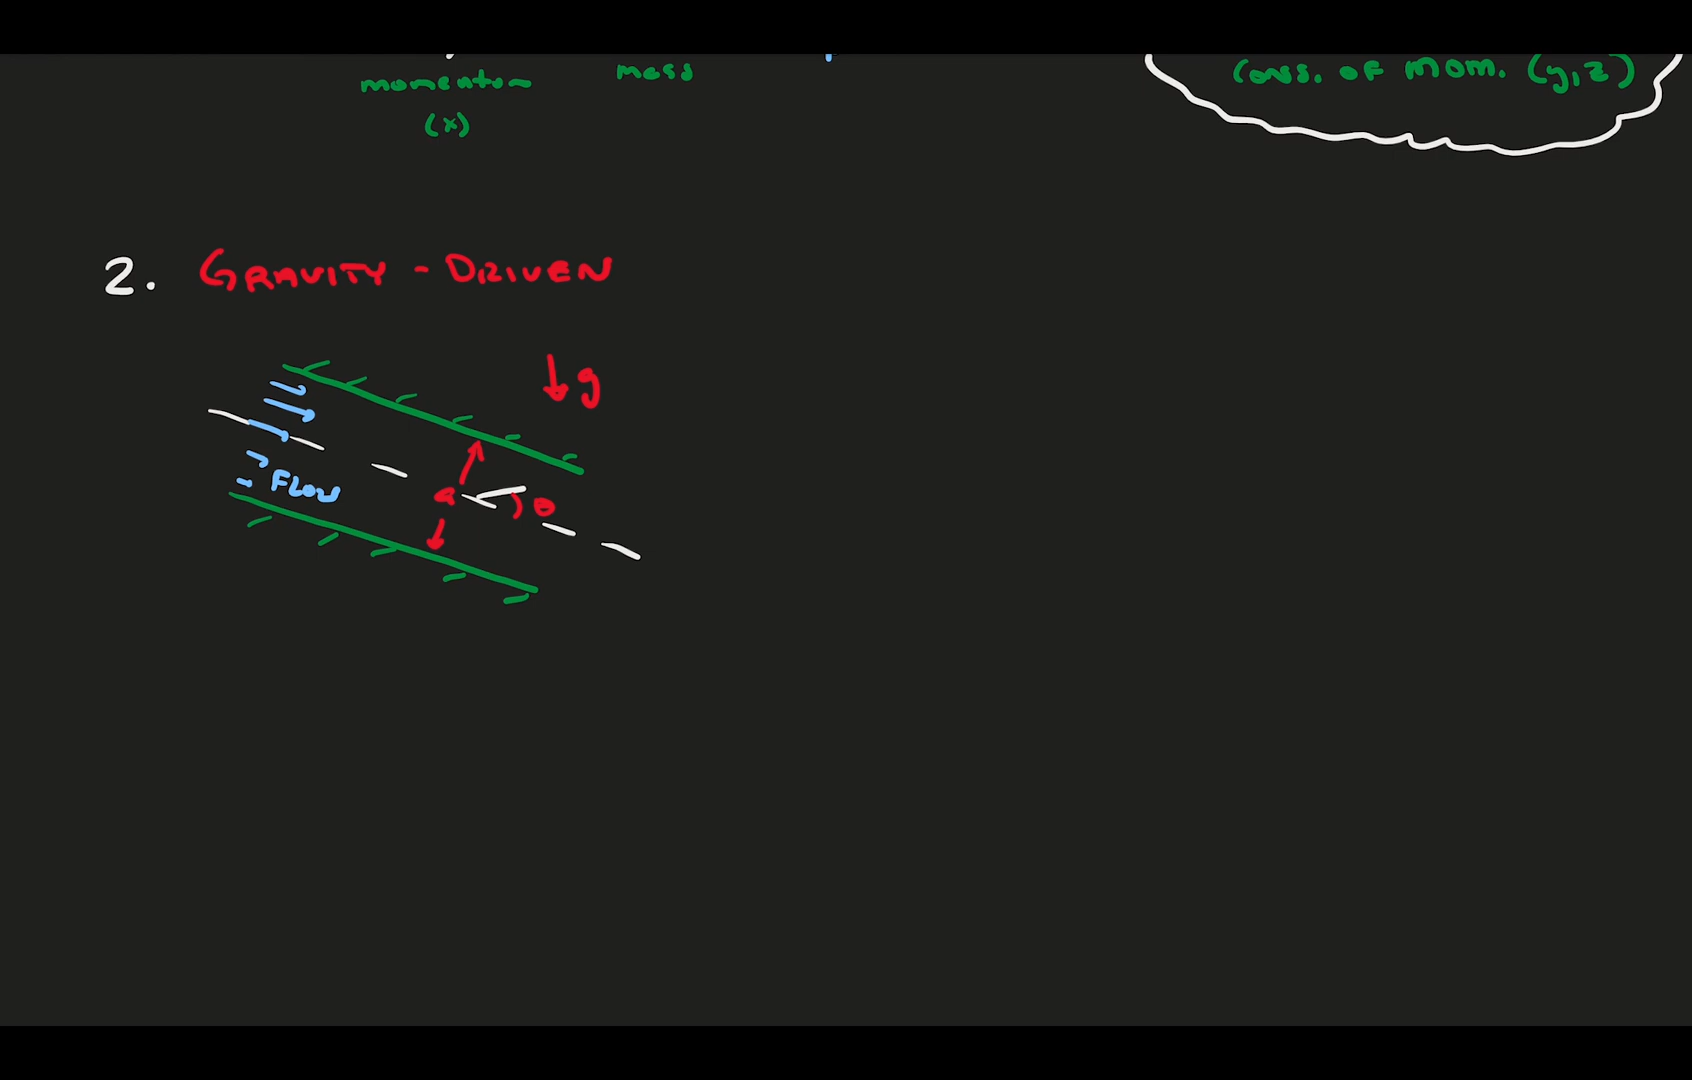 momentum mass Cons. of mom. (y,z)
(x)
2. GRAVITY - DRIVEN
g
FLOW a θ